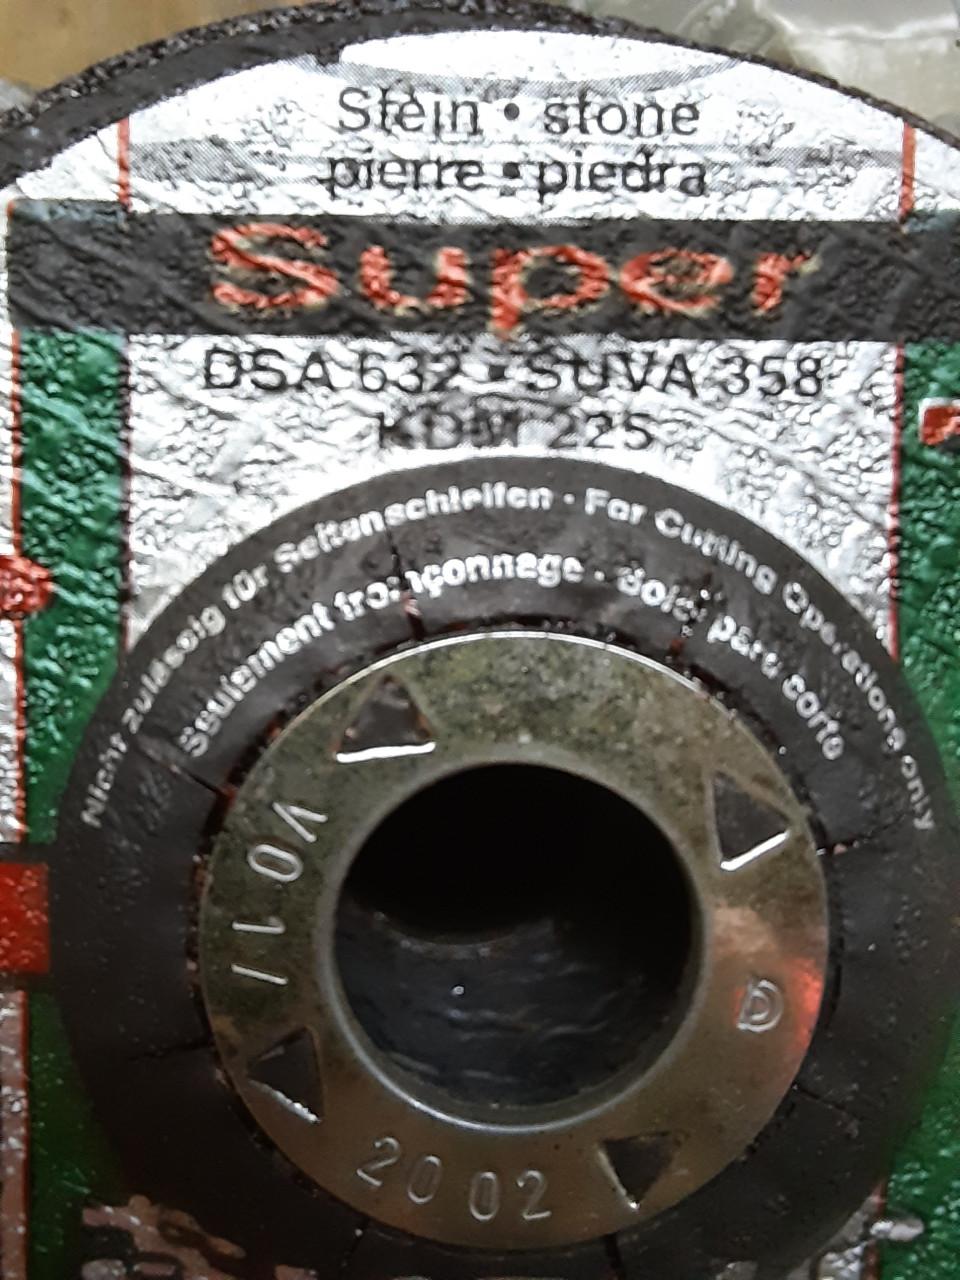 Stein • stone
pierre • piedra
Super
DSA 632 • SUVA 358
KDM 225
Nicht zulässig für Seitenschleifen · For Cutting Operations only
Seulement tronçonnage · Solo para corte
V01/
2002
D